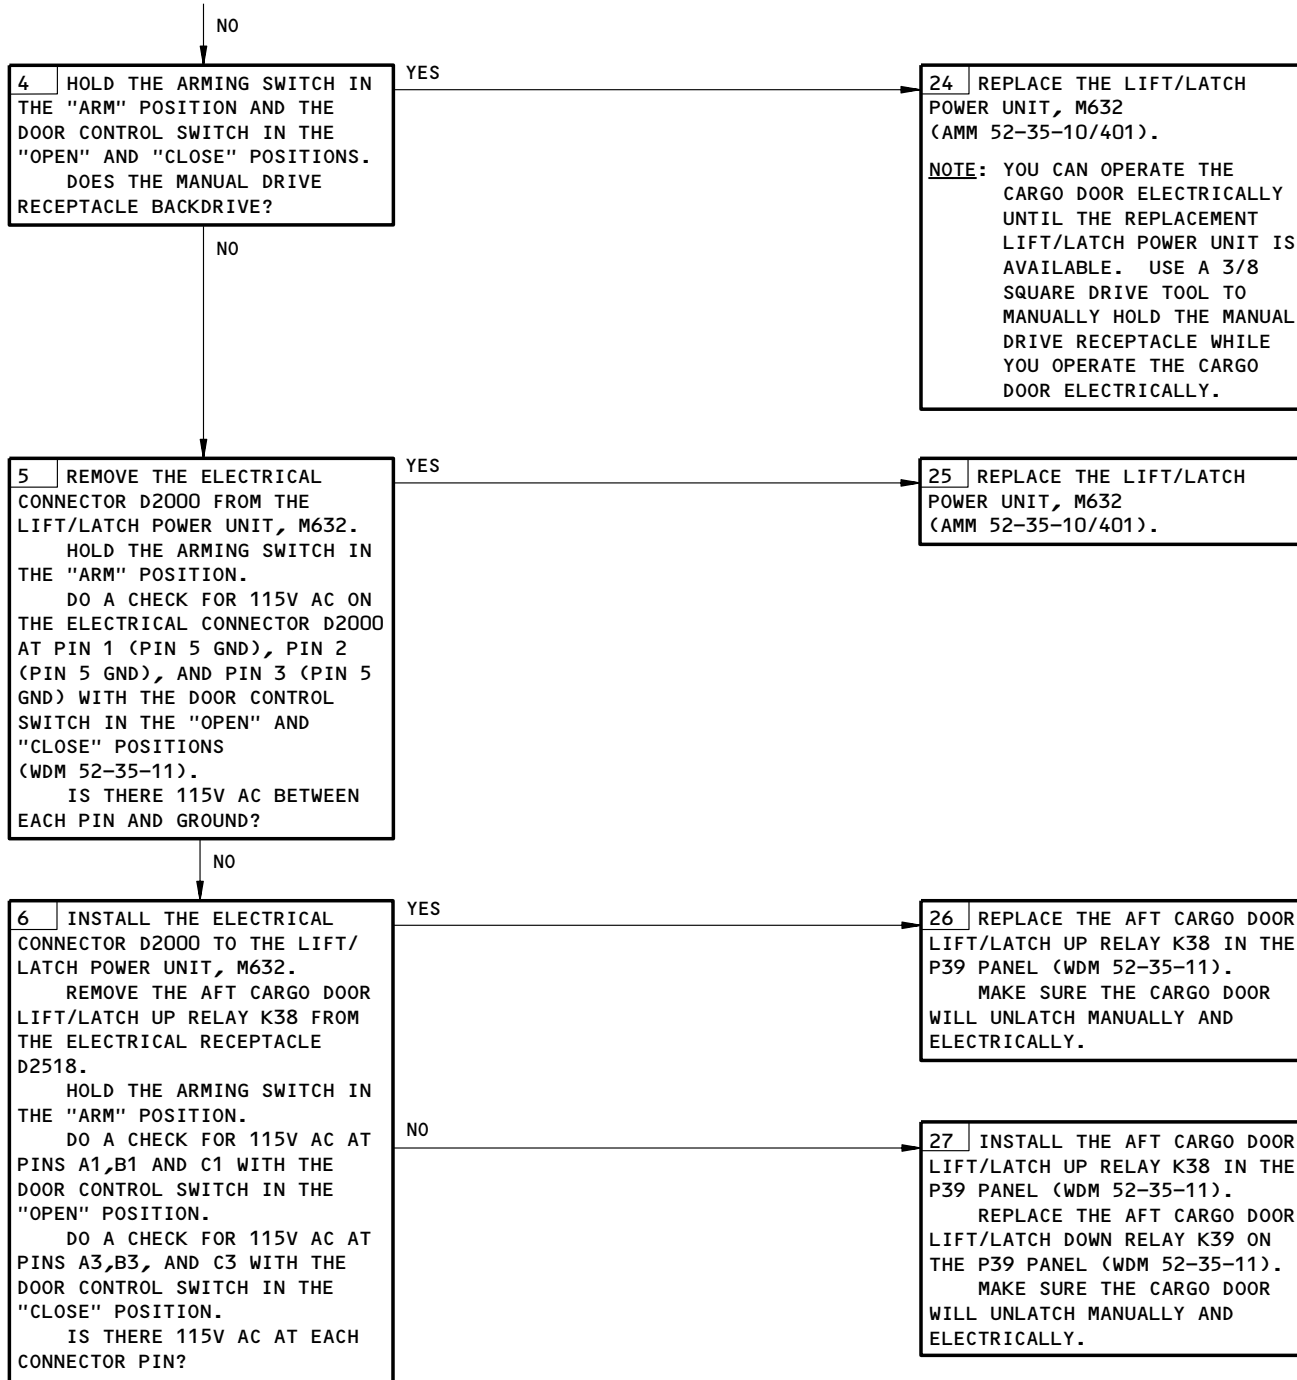 NO
4 HOLD THE ARMING SWITCH IN
THE "ARM" POSITION AND THE
DOOR CONTROL SWITCH IN THE
"OPEN" AND "CLOSE" POSITIONS.
DOES THE MANUAL DRIVE
RECEPTACLE BACKDRIVE?
YES
24 REPLACE THE LIFT/LATCH
POWER UNIT, M632
(AMM 52-35-10/401).
NOTE: YOU CAN OPERATE THE
CARGO DOOR ELECTRICALLY
UNTIL THE REPLACEMENT
LIFT/LATCH POWER UNIT IS
AVAILABLE. USE A 3/8
SQUARE DRIVE TOOL TO
MANUALLY HOLD THE MANUAL
DRIVE RECEPTACLE WHILE
YOU OPERATE THE CARGO
DOOR ELECTRICALLY.
NO
5 REMOVE THE ELECTRICAL
CONNECTOR D2000 FROM THE
LIFT/LATCH POWER UNIT, M632.
HOLD THE ARMING SWITCH IN
THE "ARM" POSITION.
DO A CHECK FOR 115V AC ON
THE ELECTRICAL CONNECTOR D2000
AT PIN 1 (PIN 5 GND), PIN 2
(PIN 5 GND), AND PIN 3 (PIN 5
GND) WITH THE DOOR CONTROL
SWITCH IN THE "OPEN" AND
"CLOSE" POSITIONS
(WDM 52-35-11).
IS THERE 115V AC BETWEEN
EACH PIN AND GROUND?
YES
25 REPLACE THE LIFT/LATCH
POWER UNIT, M632
(AMM 52-35-10/401).
NO
6 INSTALL THE ELECTRICAL
CONNECTOR D2000 TO THE LIFT/
LATCH POWER UNIT, M632.
REMOVE THE AFT CARGO DOOR
LIFT/LATCH UP RELAY K38 FROM
THE ELECTRICAL RECEPTACLE
D2518.
HOLD THE ARMING SWITCH IN
THE "ARM" POSITION.
DO A CHECK FOR 115V AC AT
PINS A1,B1 AND C1 WITH THE
DOOR CONTROL SWITCH IN THE
"OPEN" POSITION.
DO A CHECK FOR 115V AC AT
PINS A3,B3, AND C3 WITH THE
DOOR CONTROL SWITCH IN THE
"CLOSE" POSITION.
IS THERE 115V AC AT EACH
CONNECTOR PIN?
YES
26 REPLACE THE AFT CARGO DOOR
LIFT/LATCH UP RELAY K38 IN THE
P39 PANEL (WDM 52-35-11).
MAKE SURE THE CARGO DOOR
WILL UNLATCH MANUALLY AND
ELECTRICALLY.
NO
27 INSTALL THE AFT CARGO DOOR
LIFT/LATCH UP RELAY K38 IN THE
P39 PANEL (WDM 52-35-11).
REPLACE THE AFT CARGO DOOR
LIFT/LATCH DOWN RELAY K39 ON
THE P39 PANEL (WDM 52-35-11).
MAKE SURE THE CARGO DOOR
WILL UNLATCH MANUALLY AND
ELECTRICALLY.